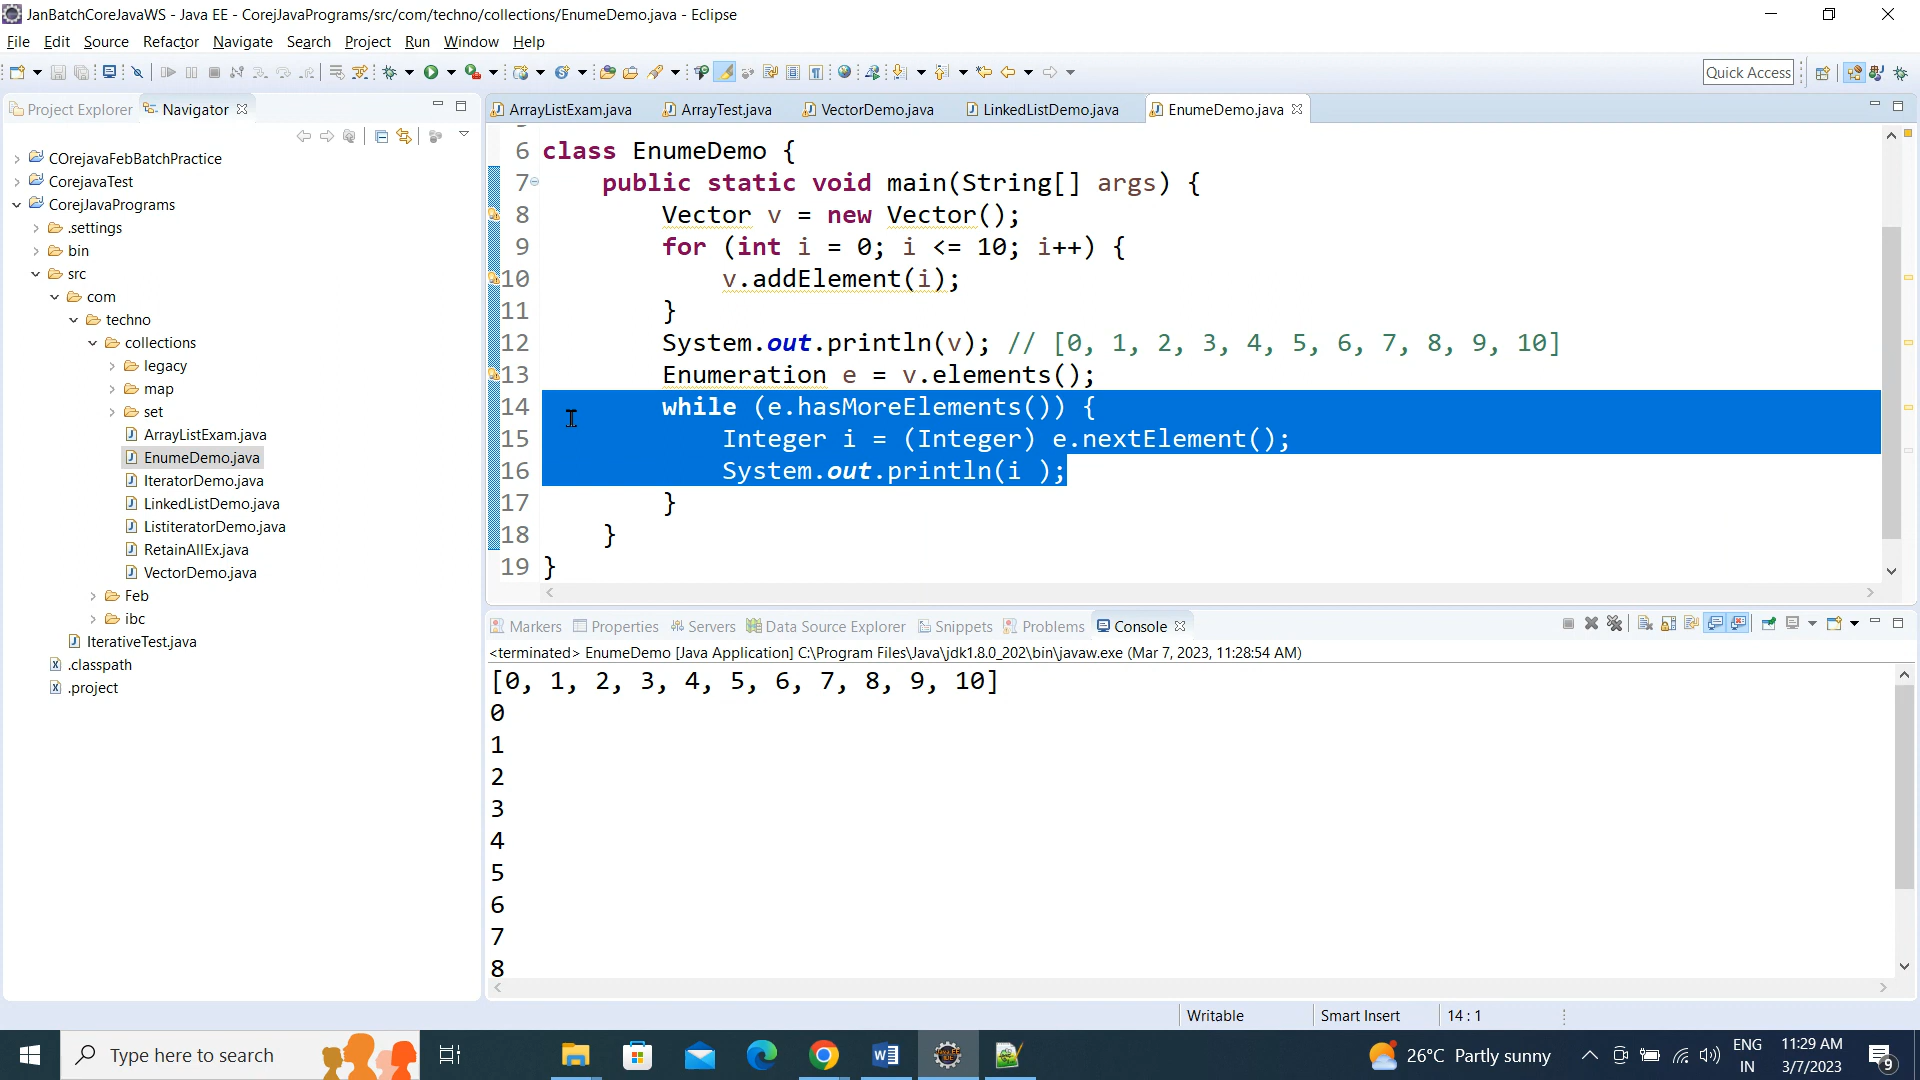 JanBatchCoreJavaWS - Java EE - CorejJavaPrograms/src/com/techno/collections/EnumeDemo.java - Eclipse
File Edit Source Refactor Navigate Search Project Run Window Help
Quick Access
Project Explorer Navigator
COrejavaFebBatchPractice
CorejavaTest
CorejJavaPrograms
.settings
bin
src
com
techno
collections
legacy
map
set
ArrayListExam.java
EnumeDemo.java
IteratorDemo.java
LinkedListDemo.java
ListiteratorDemo.java
RetainAllEx.java
VectorDemo.java
Feb
ibc
IterativeTest.java
.classpath
.project
ArrayListExam.java ArrayTest.java VectorDemo.java LinkedListDemo.java EnumeDemo.java
6 class EnumeDemo {
7 public static void main(String[] args) {
8 Vector v = new Vector();
9 for (int i = 0; i <= 10; i++) {
10 v.addElement(i);
11 }
12 System.out.println(v); // [0, 1, 2, 3, 4, 5, 6, 7, 8, 9, 10]
13 Enumeration e = v.elements();
14 while (e.hasMoreElements()) {
15 Integer i = (Integer) e.nextElement();
16 System.out.println(i );
17 }
18 }
19 }
Markers Properties Servers Data Source Explorer Snippets Problems Console
<terminated> EnumeDemo [Java Application] C:\Program Files\Java\jdk1.8.0_202\bin\javaw.exe (Mar 7, 2023, 11:28:54 AM)
[0, 1, 2, 3, 4, 5, 6, 7, 8, 9, 10]
0
1
2
3
4
5
6
7
8
Writable Smart Insert 14 : 1
Type here to search
26°C Partly sunny
ENG
IN
11:29 AM
3/7/2023
9